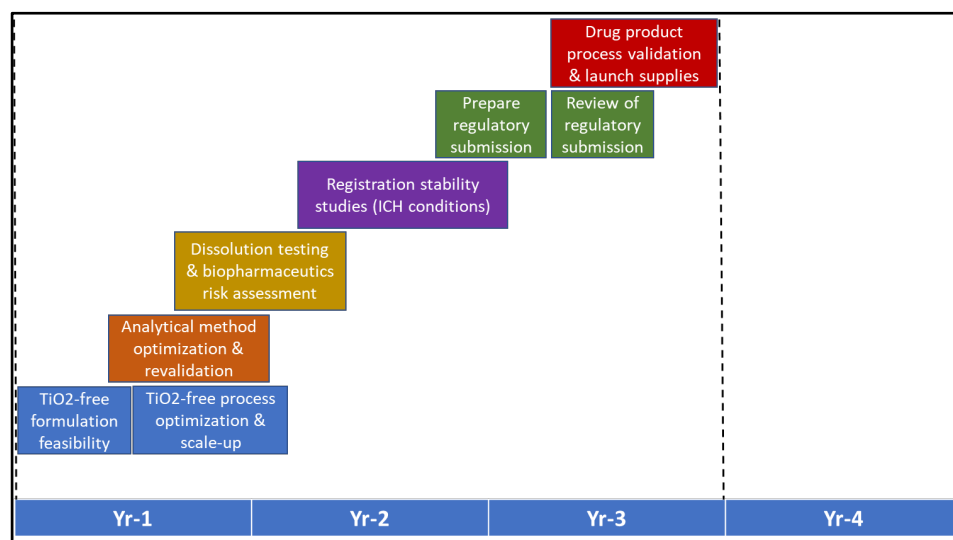 Drug product
process validation
& launch supplies
Prepare
regulatory
submission
Review of
regulatory
submission
Registration stability
studies (ICH conditions)
Dissolution testing
& biopharmaceutics
risk assessment
Analytical method
optimization &
revalidation
TiO2-free
formulation
feasibility
TiO2-free process
optimization &
scale-up
Yr-1
Yr-2
Yr-3
Yr-4